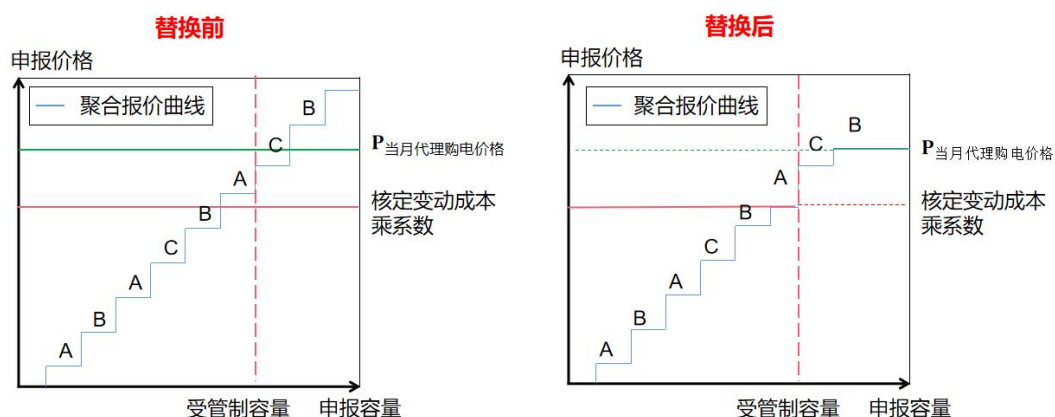 替换前
申报价格
聚合报价曲线
B
C
P当月代理购电价格
A
核定变动成本
乘系数
B
C
A
B
A
受管制容量
申报容量
替换后
申报价格
聚合报价曲线
B
C
P当月代理购电价格
A
核定变动成本
乘系数
B
C
A
B
A
受管制容量
申报容量